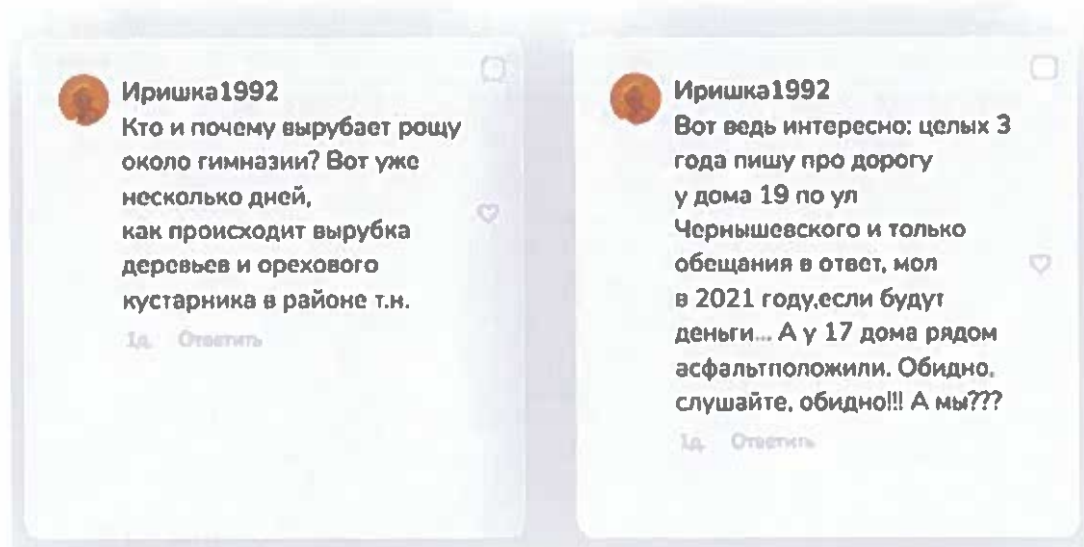 Иришка1992
Кто и почему вырубает рощу
около гимназии? Вот уже
несколько дней,
как происходит вырубка
деревьев и орехового
кустарника в районе т.н.
1д. Ответить
Иришка1992
Вот ведь интересно: целых 3
года пишу про дорогу
у дома 19 по ул
Чернышевского и только
обещания в ответ, мол
в 2021 году,если будут
деньги... А у 17 дома рядом
асфальтположили. Обидно,
слушайте, обидно!!! А мы???
1д. Ответить